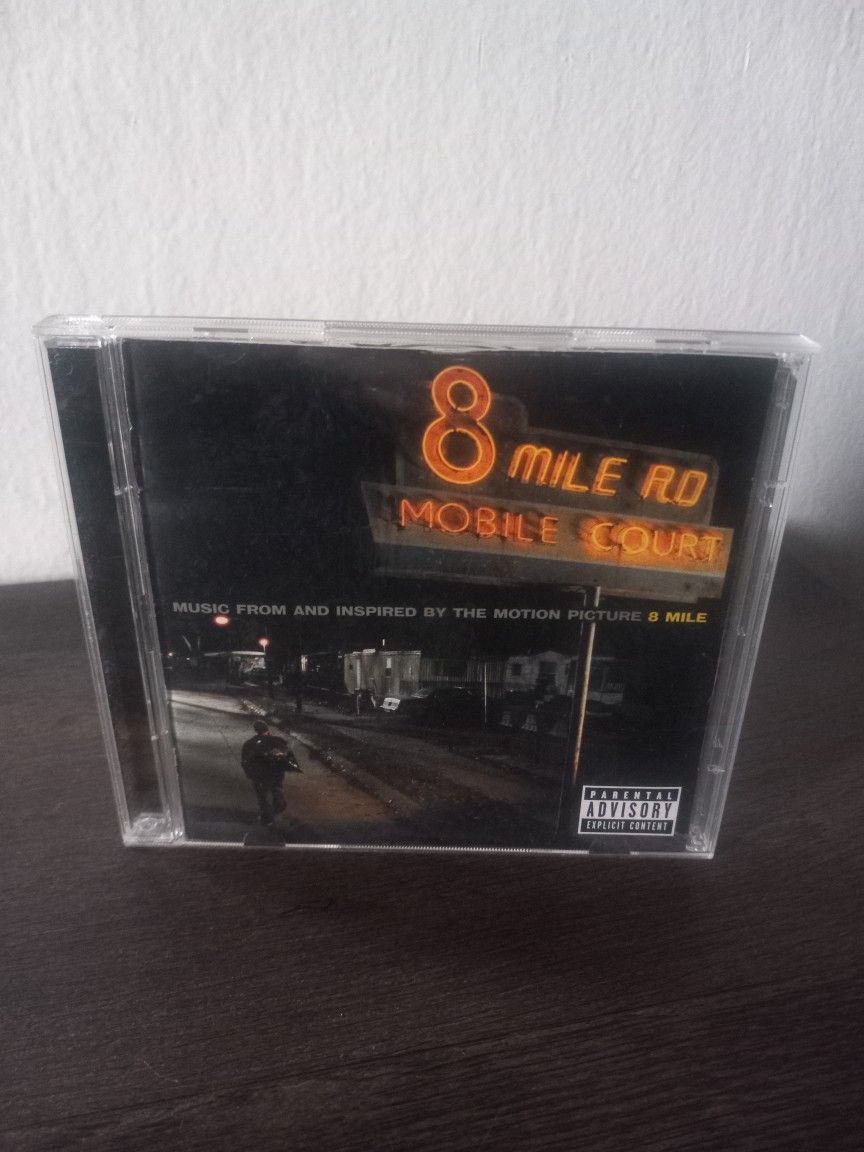 8 MILE RD
MOBILE COURT
MUSIC FROM AND INSPIRED BY THE MOTION PICTURE 8 MILE
PARENTAL
ADVISORY
EXPLICIT CONTENT